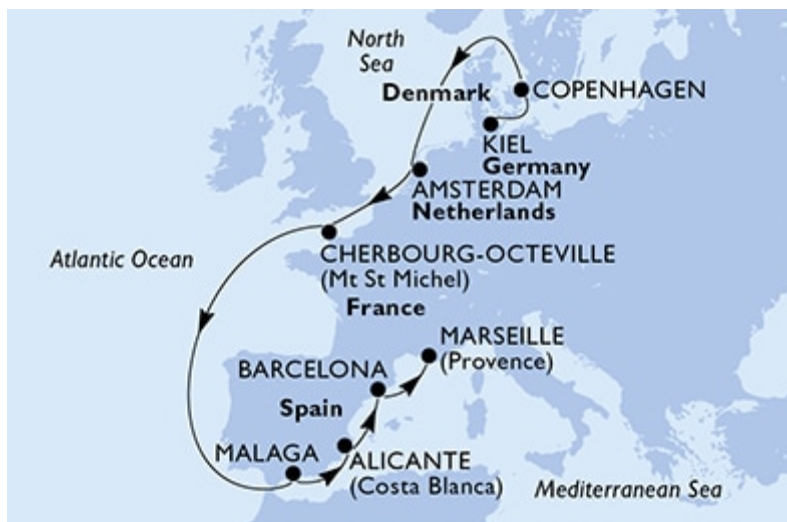 North
Sea
Denmark
COPENHAGEN
KIEL
Germany
AMSTERDAM
Netherlands
Atlantic Ocean
CHERBOURG-OCTEVILLE
(Mt St Michel)
France
MARSEILLE
(Provence)
BARCELONA
Spain
MALAGA
ALICANTE
(Costa Blanca)
Mediterranean Sea